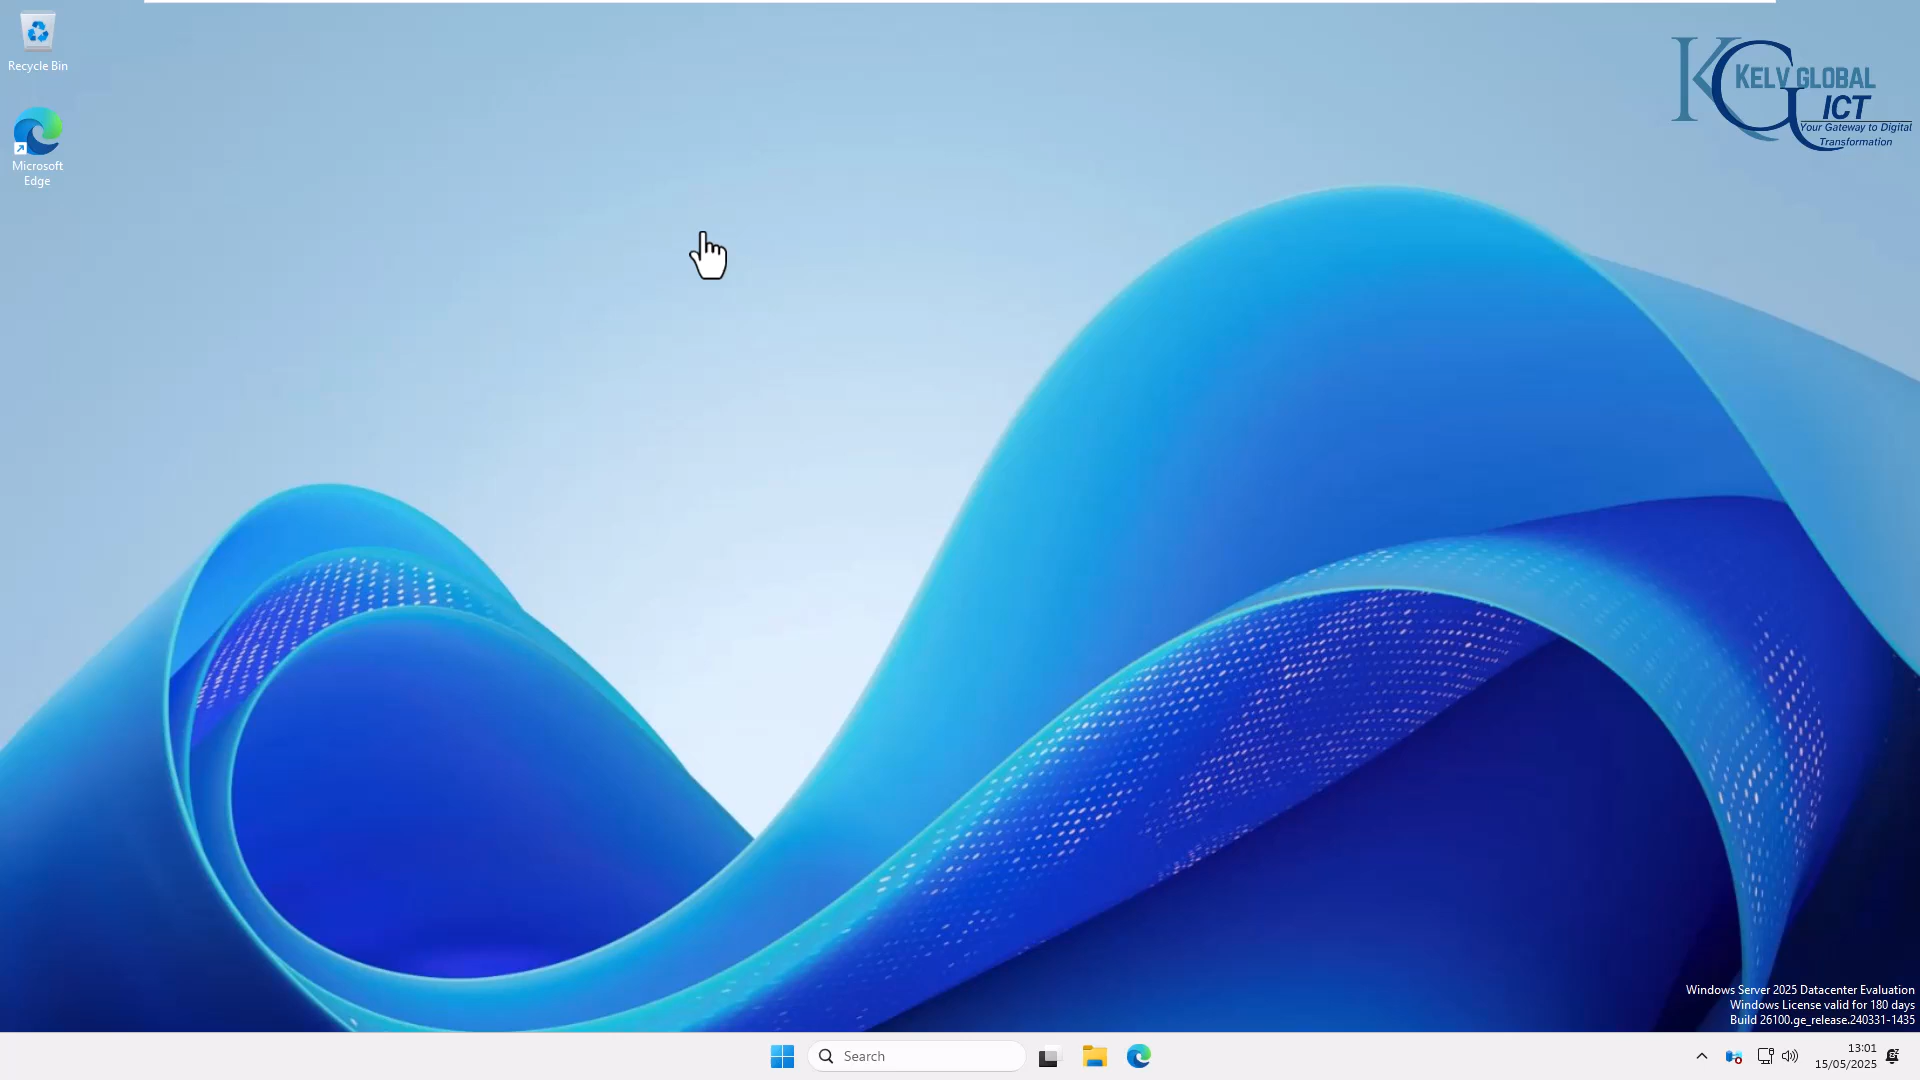 Recycle Bin
Microsoft
Edge
KG
KELV GLOBAL
ICT
Your Gateway to Digital
Transformation
Windows Server 2025 Datacenter Evaluation
Windows License valid for 180 days
Build 26100.ge_release.240331-1435
Search
13:01
15/05/2025